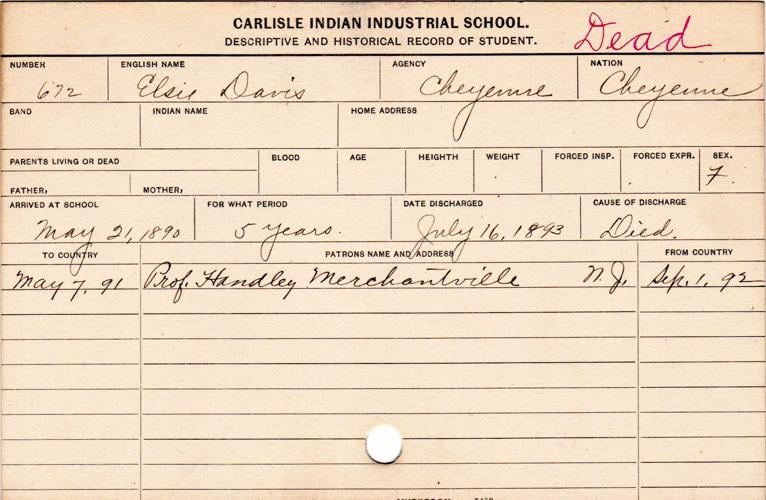 CARLISLE INDIAN INDUSTRIAL SCHOOL.
DESCRIPTIVE AND HISTORICAL RECORD OF STUDENT. Dead
NUMBER ENGLISH NAME AGENCY NATION
672 Elsie Davis Cheyenne Cheyenne
BAND INDIAN NAME HOME ADDRESS
PARENTS LIVING OR DEAD BLOOD AGE HEIGHTH WEIGHT FORCED INSP. FORCED EXPR. SEX.
FATHER, MOTHER, F.
ARRIVED AT SCHOOL FOR WHAT PERIOD DATE DISCHARGED CAUSE OF DISCHARGE
May 21, 1890 5 years. July 16, 1893 Died.
TO COUNTRY PATRONS NAME AND ADDRESS FROM COUNTRY
May 7, 91 Prof. Handley Merchantville N.J. Sep. 1, 92